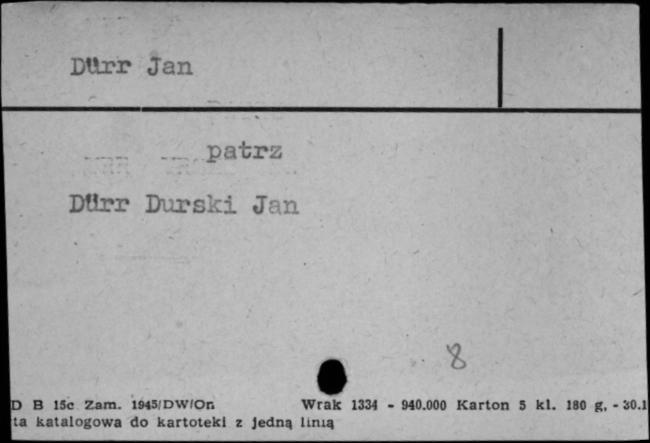 Dürr Jan
patrz
Dürr Durski Jan
8
D B 15c Zam. 1945/DW/On Wrak 1334 - 940.000 Karton 5 kl. 180 g, - 30.1
ta katalogowa do kartoteki z jedną linią